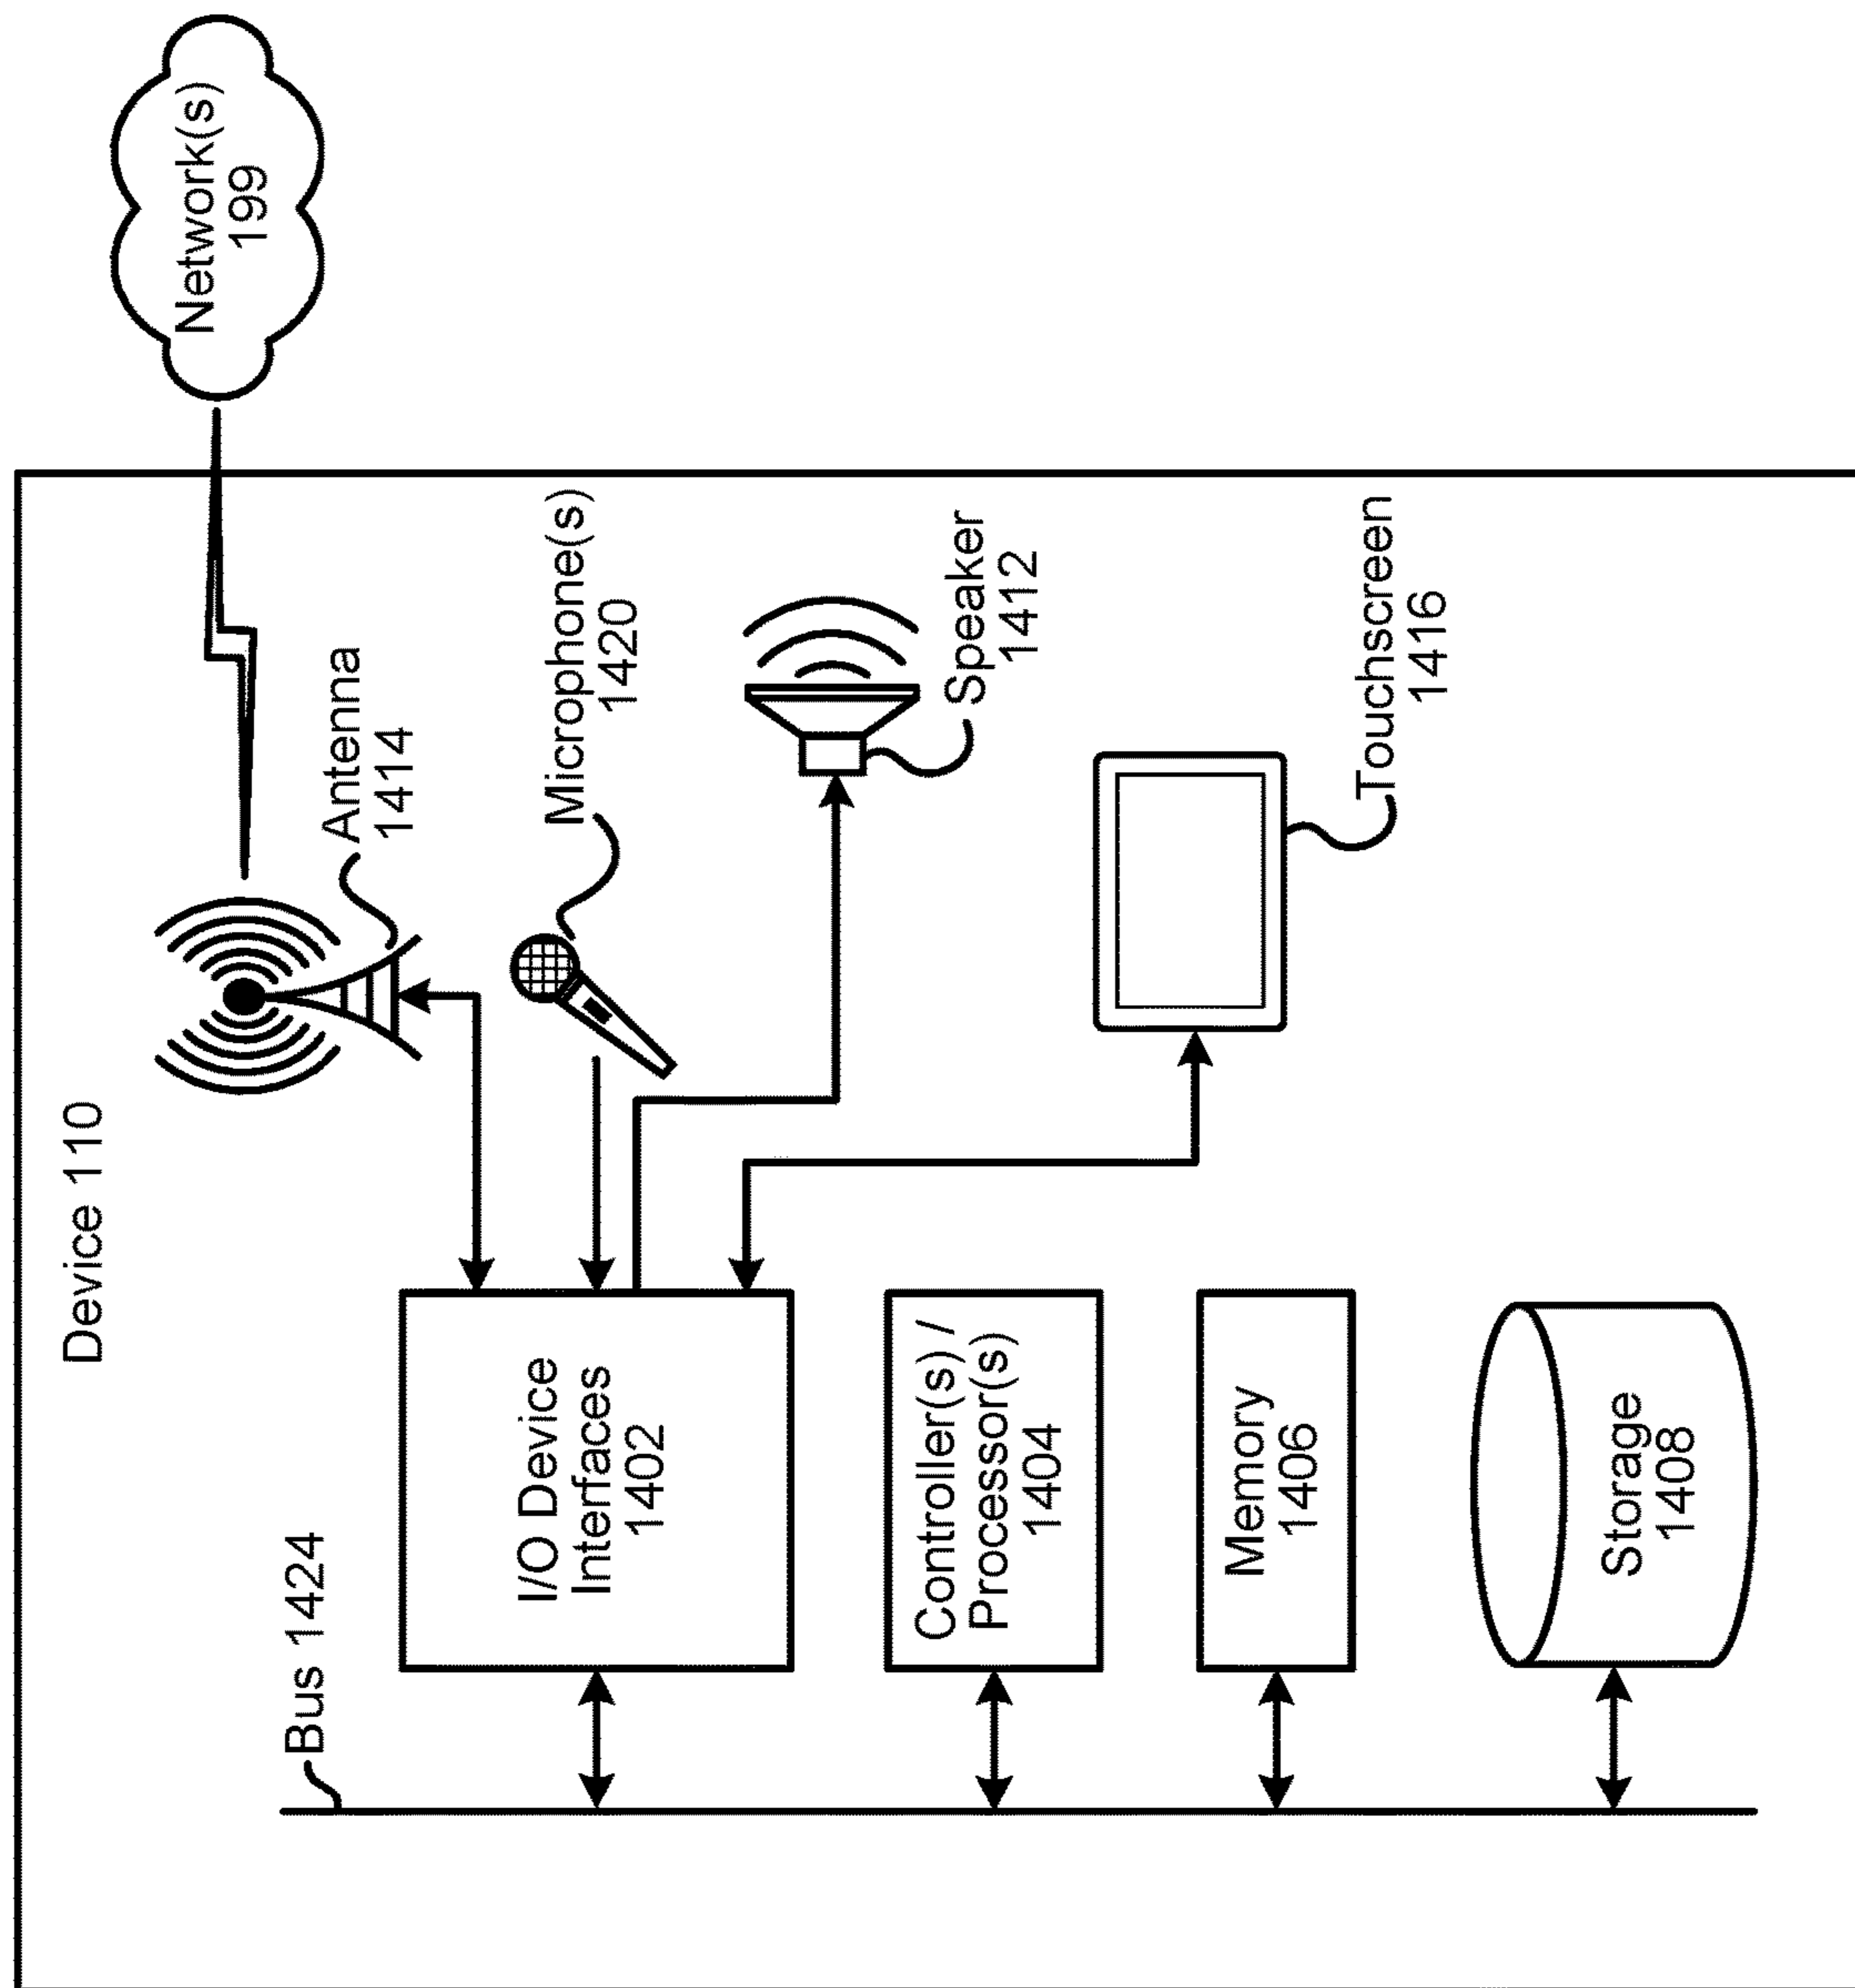 Device 110
Network(s)
199
Bus 1424
Antenna
1414
I/O Device
Interfaces
1402
Microphone(s)
1420
Controller(s) /
Processor(s)
1404
Speaker
1412
Memory
1406
Touchscreen
1416
Storage
1408